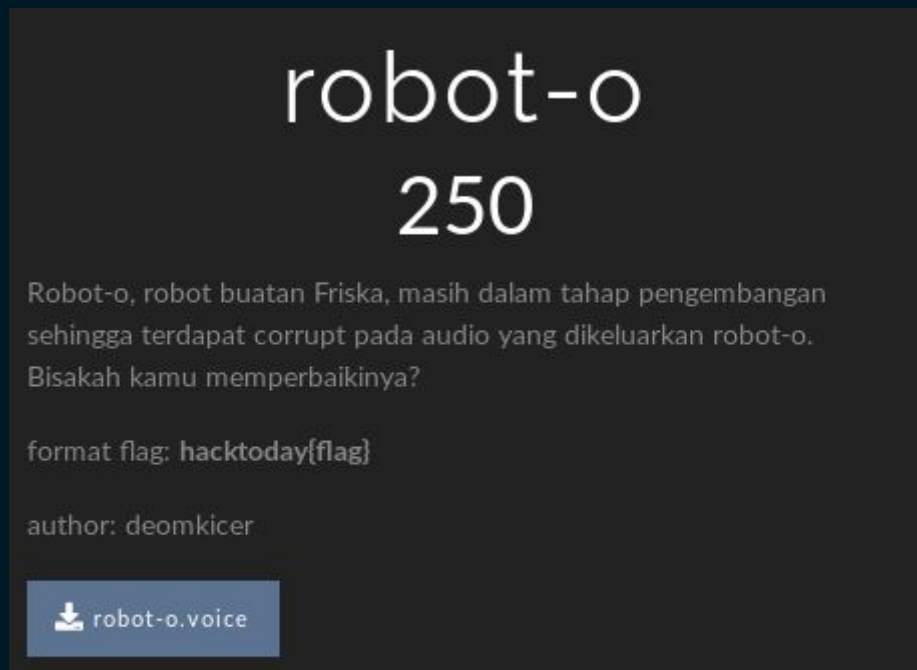 robot-o
250
Robot-o, robot buatan Friska, masih dalam tahap pengembangan
sehingga terdapat corrupt pada audio yang dikeluarkan robot-o.
Bisakah kamu memperbaikinya?
format flag: hacktoday{flag}
author: deomkicer
robot-o.voice